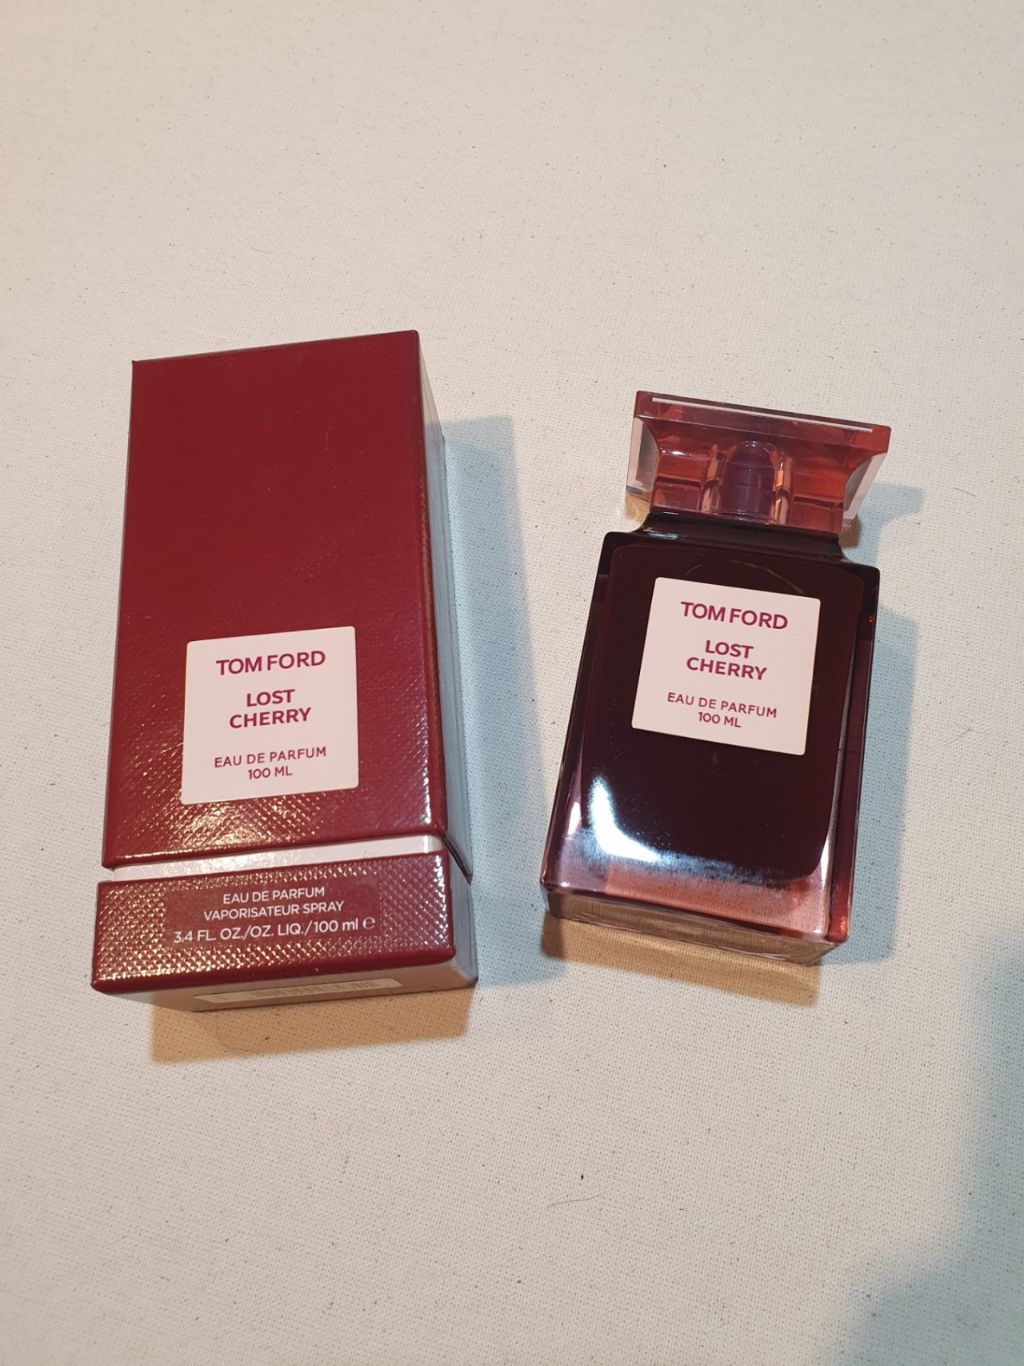 TOM FORD
LOST
CHERRY
EAU DE PARFUM
100 ML
EAU DE PARFUM
VAPORISATEUR SPRAY
3.4 FL. OZ./OZ. LIQ./100 ml ℮
TOM FORD
LOST
CHERRY
EAU DE PARFUM
100 ML